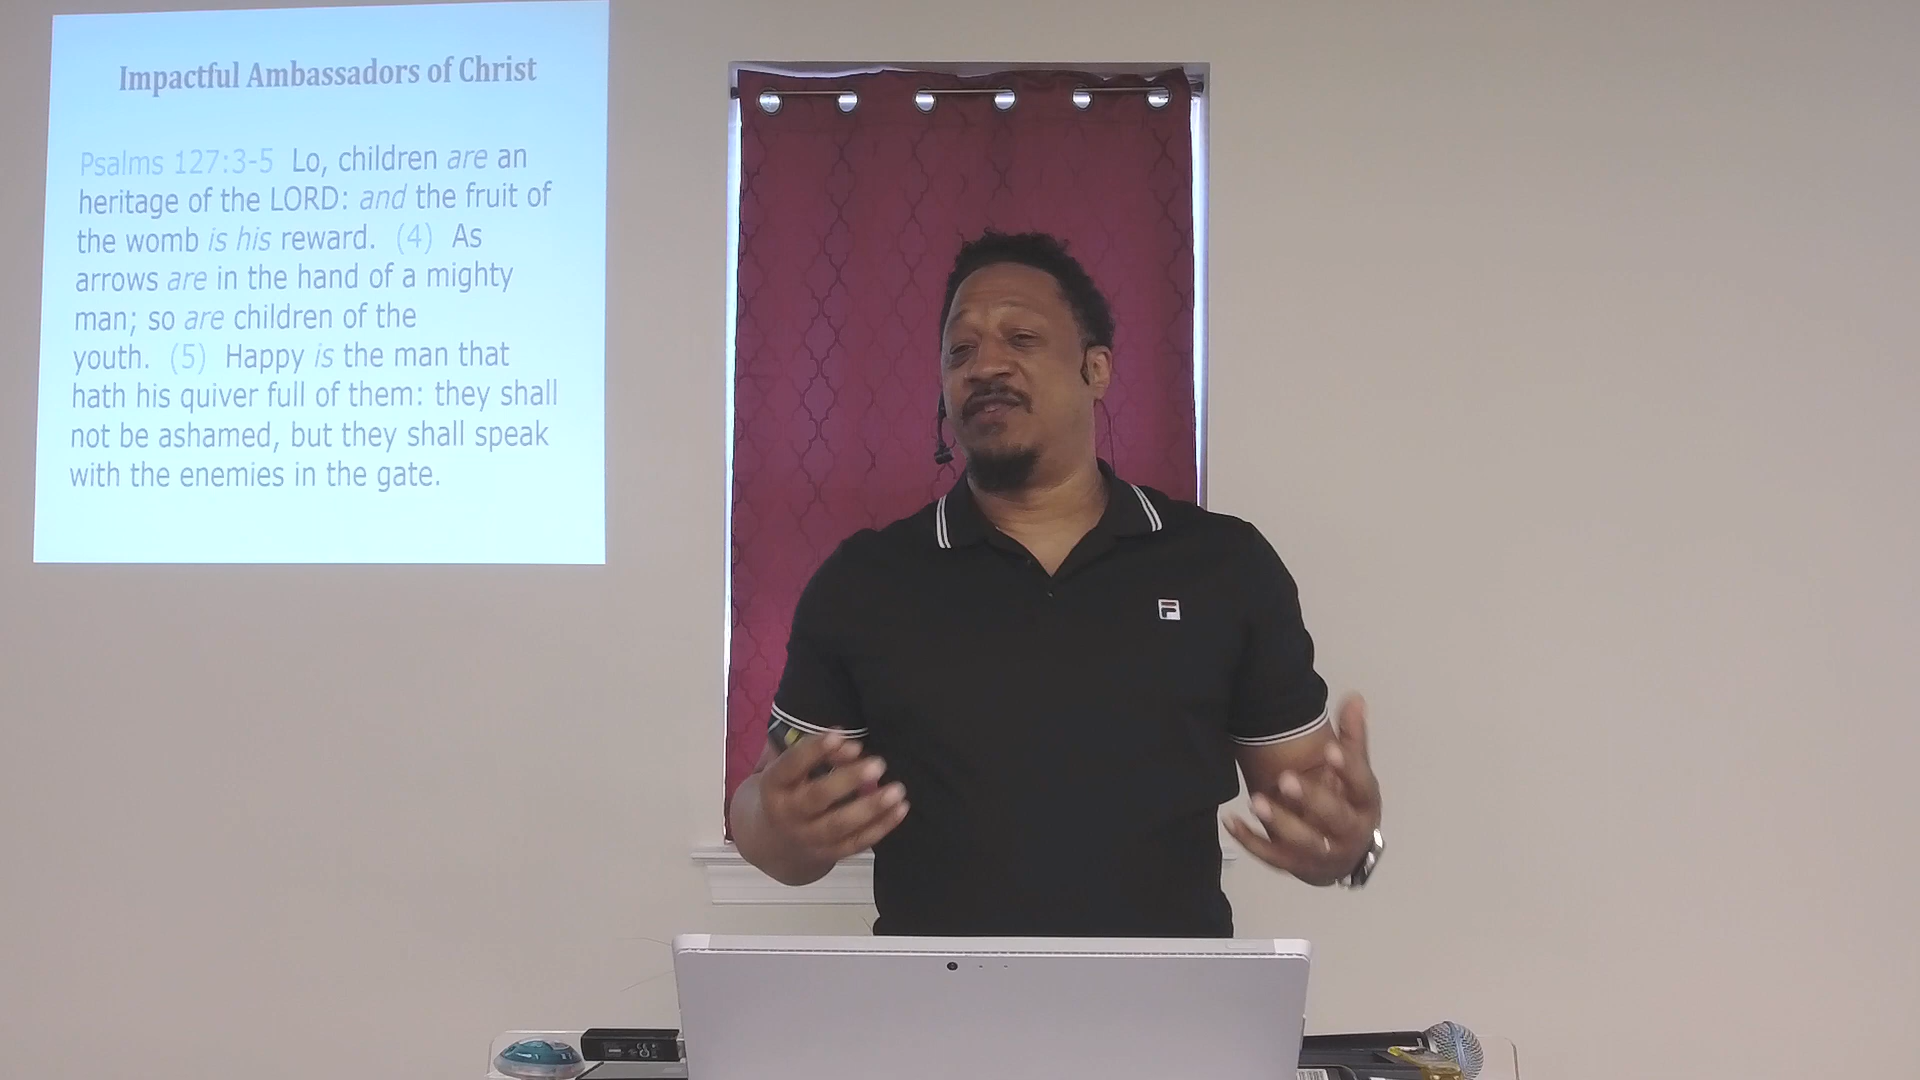 Impactful Ambassadors of Christ
Psalms 127:3-5 Lo, children are an
heritage of the LORD: and the fruit of
the womb is his reward. (4) As
arrows are in the hand of a mighty
man; so are children of the
youth. (5) Happy is the man that
hath his quiver full of them: they shall
not be ashamed, but they shall speak
with the enemies in the gate.
F